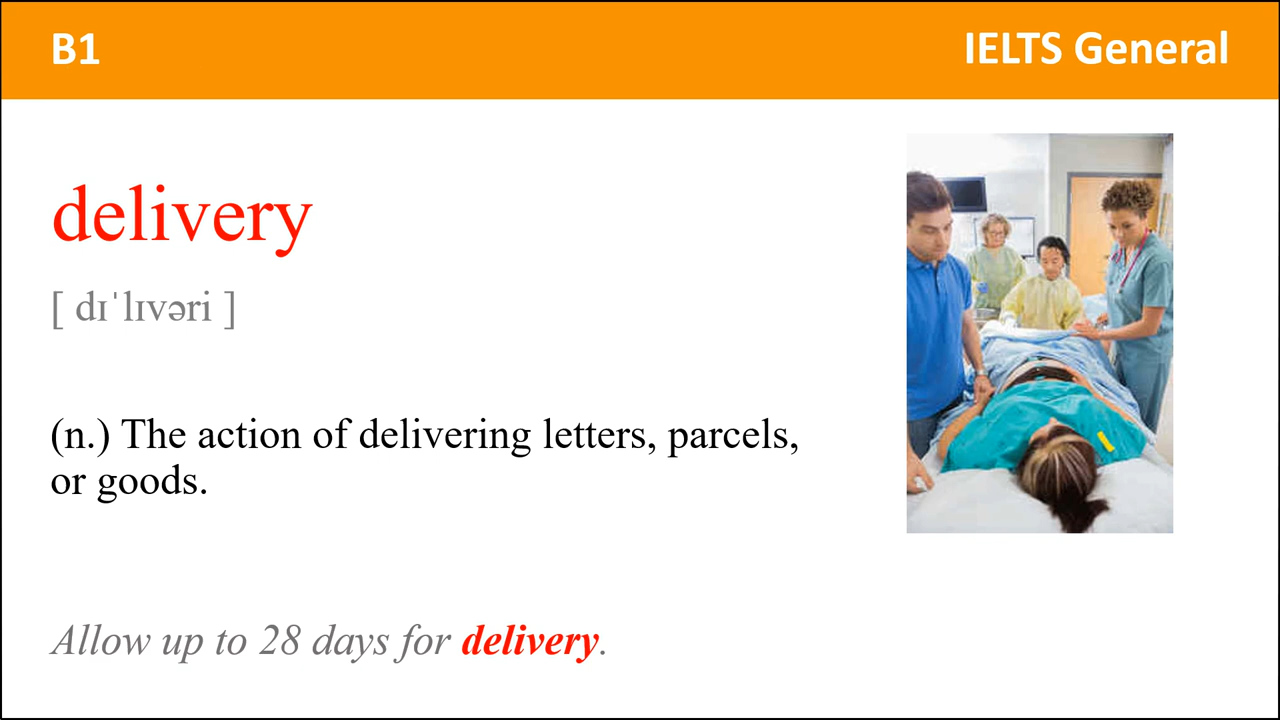 B1
IELTS General
delivery
[ dɪˈlɪvəri ]
(n.) The action of delivering letters, parcels,
or goods.
Allow up to 28 days for delivery.